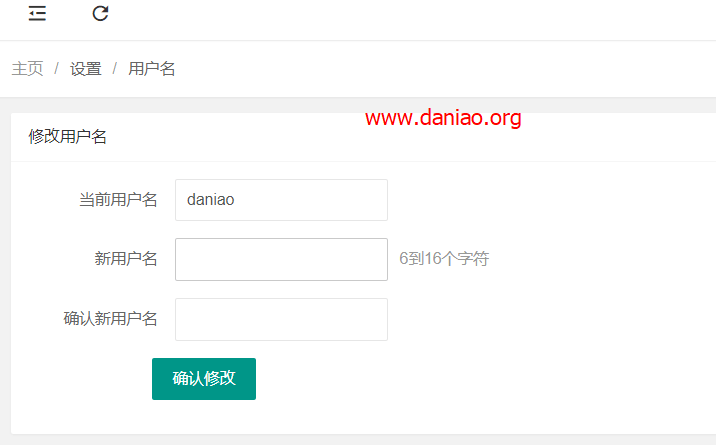 主页 / 设置 / 用户名
www.daniao.org
修改用户名
当前用户名 daniao
新用户名 6到16个字符
确认新用户名
确认修改